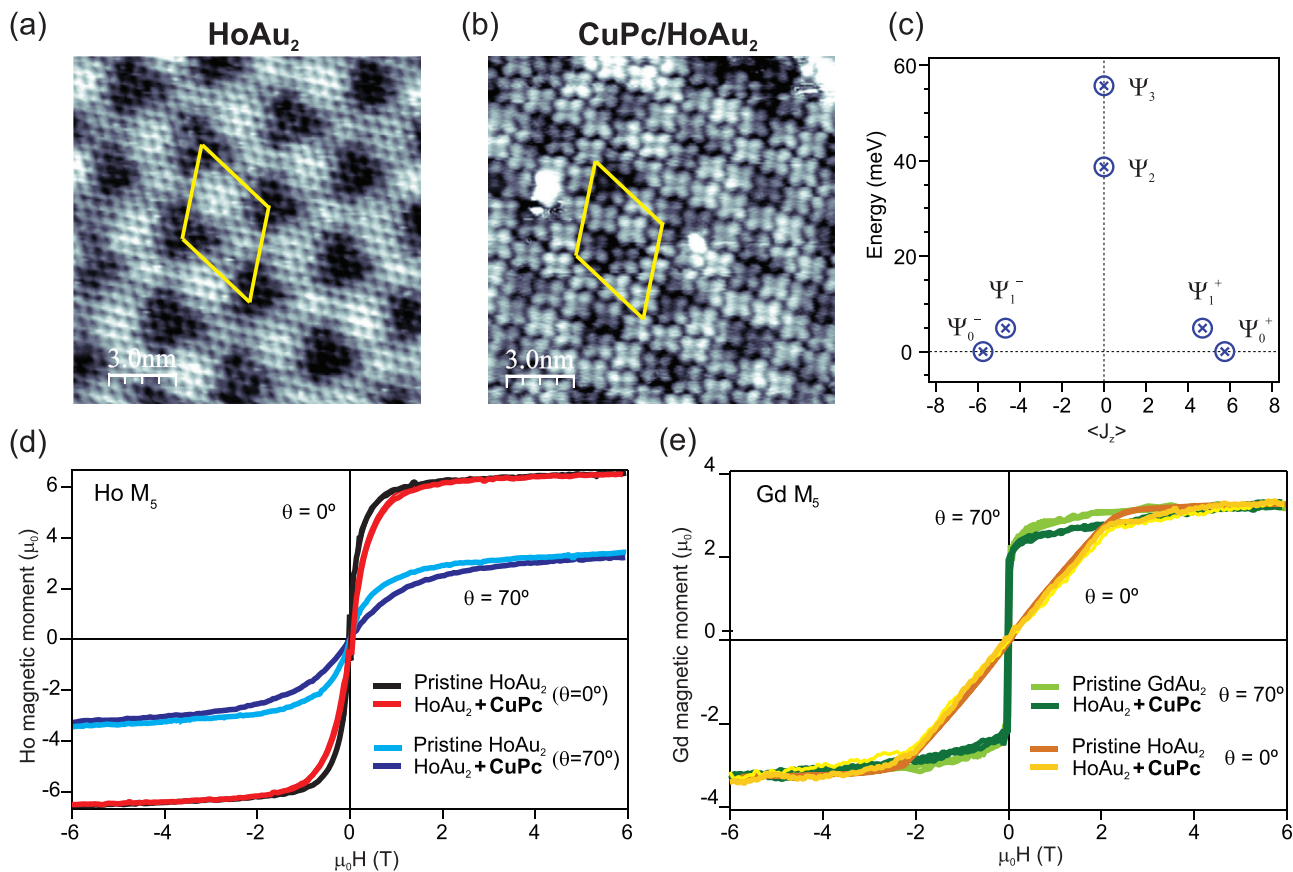 (a)
HoAu₂
3.0nm
(b)
CuPc/HoAu₂
3.0nm
(c)
Energy (meV)
60
40
20
0
Ψ₃
Ψ₂
Ψ₁⁻
Ψ₁⁺
Ψ₀⁻
Ψ₀⁺
-8 -6 -4 -2 0 2 4 6 8
<J_z>
(d)
Ho M₅
θ = 0º
θ = 70º
Ho magnetic moment (μ₀)
6
4
2
0
-2
-4
-6
Pristine HoAu₂ (θ=0º)
HoAu₂ + CuPc
Pristine HoAu₂ (θ=70º)
HoAu₂ + CuPc
-6 -4 -2 0 2 4 6
μ₀H (T)
(e)
Gd M₅
θ = 70º
θ = 0º
Gd magnetic moment (μ₀)
4
2
0
-2
-4
Pristine GdAu₂ θ = 70º
HoAu₂ + CuPc
Pristine HoAu₂ θ = 0º
HoAu₂ + CuPc
-6 -4 -2 0 2 4 6
μ₀H (T)